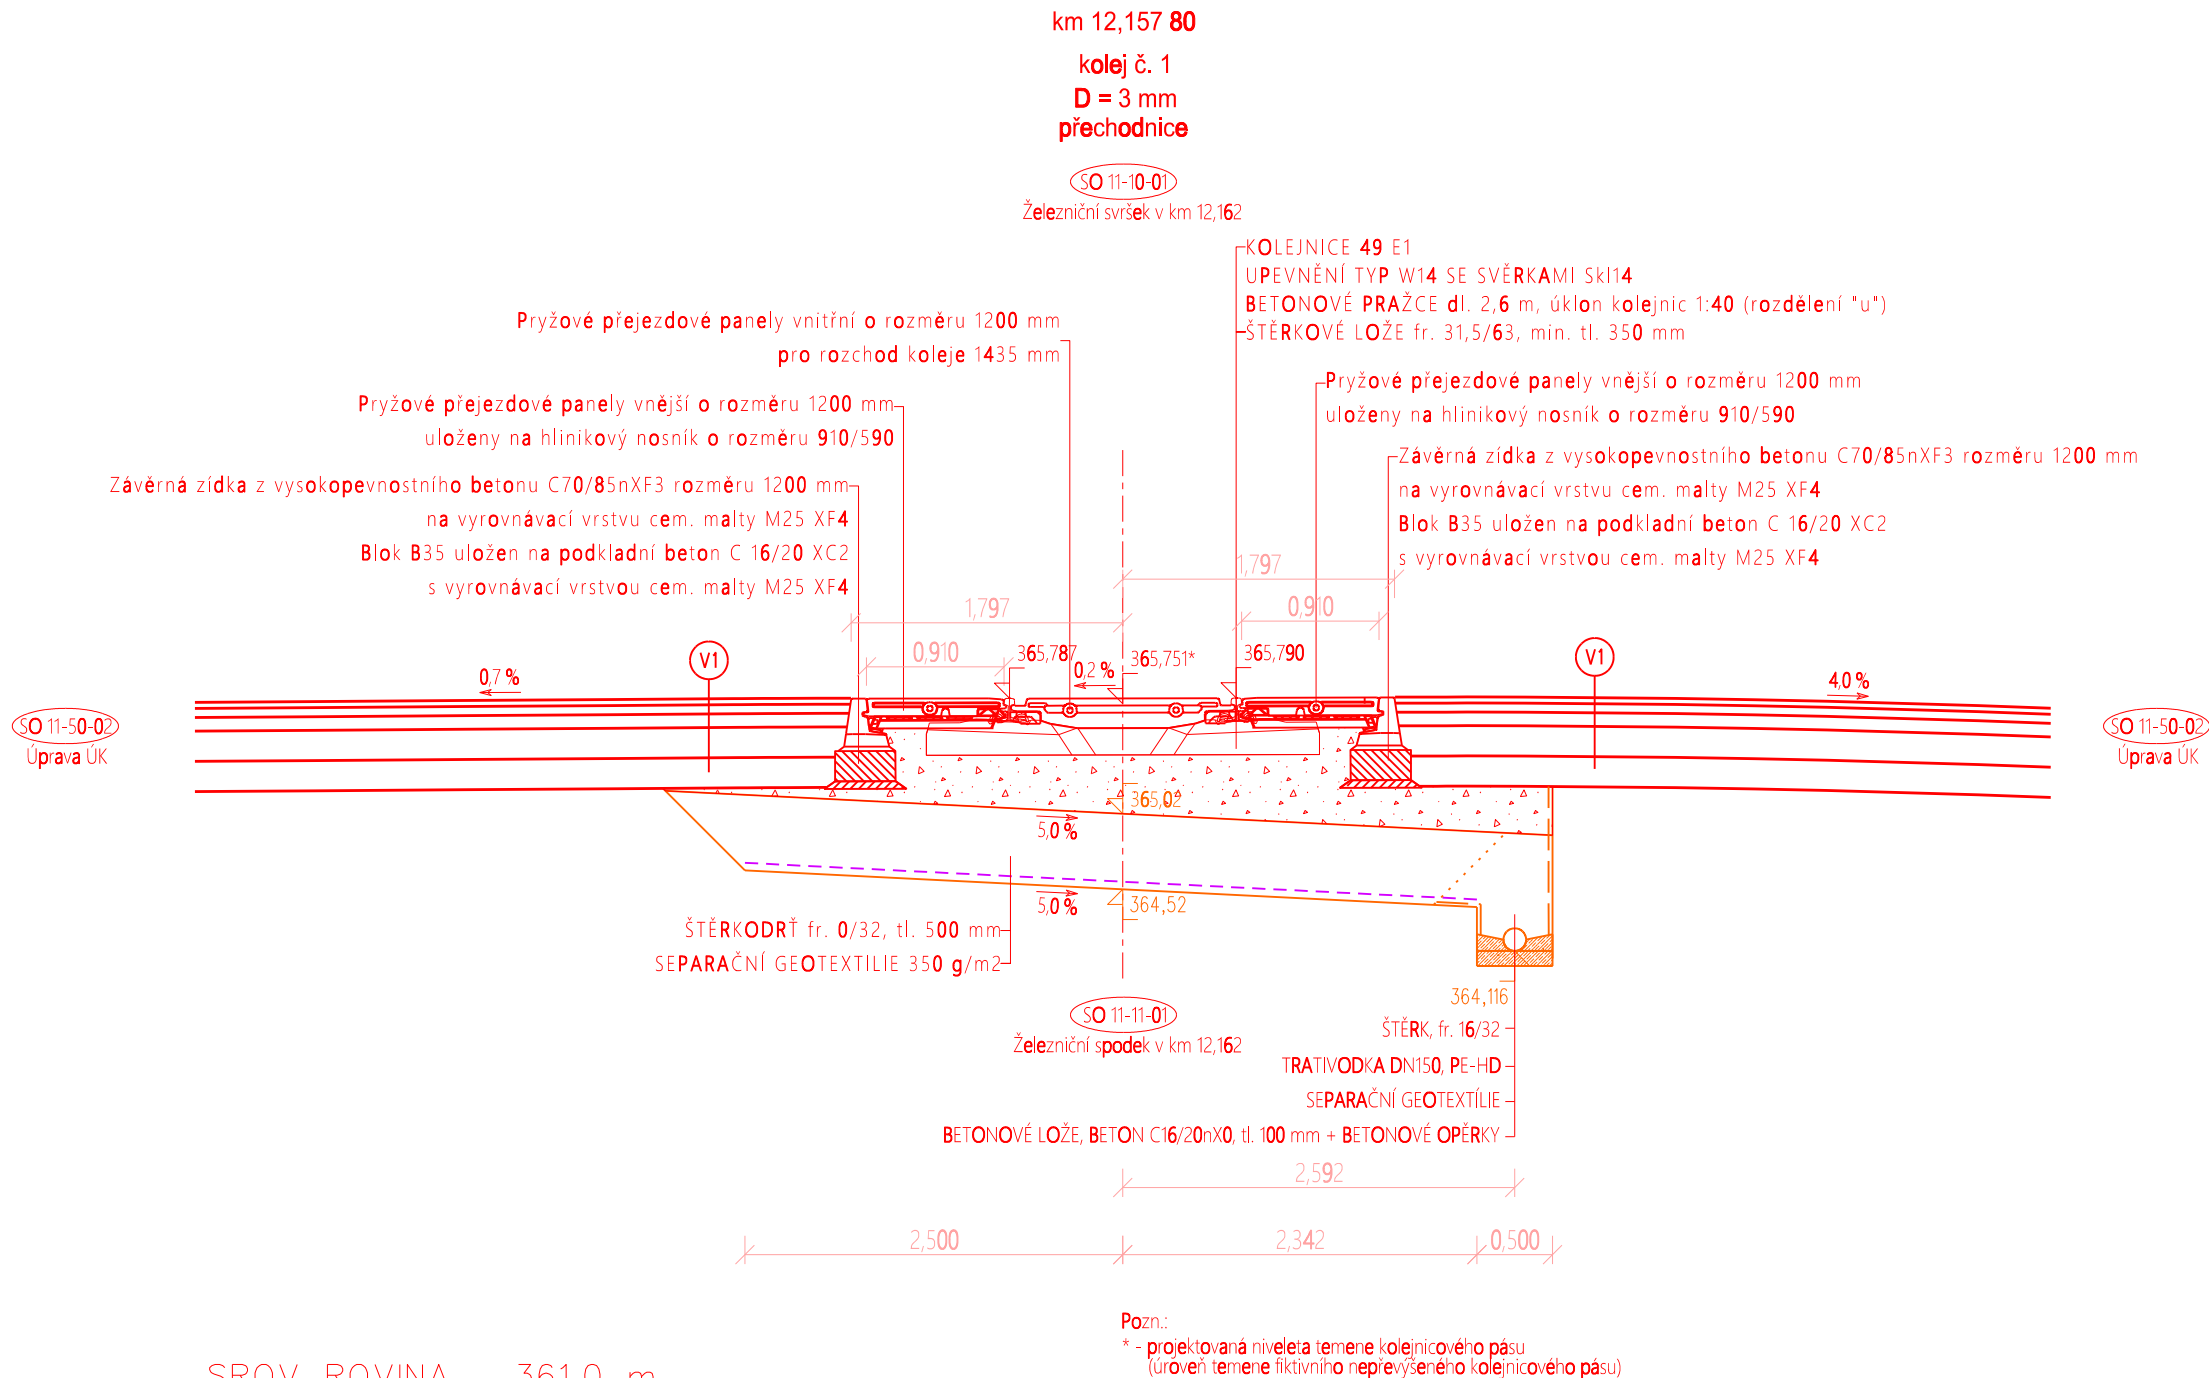 km 12,157 80
kolej č. 1
D = 3 mm
přechodnice
SO 11-10-01
Železniční svršek v km 12,162
KOLEJNICE 49 E1
UPEVNĚNÍ TYP W14 SE SVĚRKAMI Skl14
BETONOVÉ PRAŽCE dl. 2,6 m, úklon kolejnic 1:40 (rozdělení "u")
ŠTĚRKOVÉ LOŽE fr. 31,5/63, min. tl. 350 mm
Pryžové přejezdové panely vnitřní o rozměru 1200 mm
pro rozchod koleje 1435 mm
Pryžové přejezdové panely vnější o rozměru 1200 mm
uloženy na hlinikový nosník o rozměru 910/590
Pryžové přejezdové panely vnější o rozměru 1200 mm
uloženy na hlinikový nosník o rozměru 910/590
Závěrná zídka z vysokopevnostního betonu C70/85nXF3 rozměru 1200 mm
na vyrovnávací vrstvu cem. malty M25 XF4
Blok B35 uložen na podkladní beton C 16/20 XC2
s vyrovnávací vrstvou cem. malty M25 XF4
Závěrná zídka z vysokopevnostního betonu C70/85nXF3 rozměru 1200 mm
na vyrovnávací vrstvu cem. malty M25 XF4
Blok B35 uložen na podkladní beton C 16/20 XC2
s vyrovnávací vrstvou cem. malty M25 XF4
1,797
1,797
0,910
0,910
365,787
0,2 %
365,751*
365,790
V1
V1
0,7 %
4,0 %
SO 11-50-02
Úprava ÚK
SO 11-50-02
Úprava ÚK
365,02
5,0 %
5,0 %
364,52
ŠTĚRKODRŤ fr. 0/32, tl. 500 mm
SEPARAČNÍ GEOTEXTILIE 350 g/m2
364,116
SO 11-11-01
Železniční spodek v km 12,162
ŠTĚRK, fr. 16/32
TRATIVODKA DN150, PE-HD
SEPARAČNÍ GEOTEXTÍLIE
BETONOVÉ LOŽE, BETON C16/20nX0, tl. 100 mm + BETONOVÉ OPĚRKY
2,592
2,500
2,342
0,500
Pozn.:
* - projektovaná niveleta temene kolejnicového pásu
(úroveň temene fiktivního nepřevýšeného kolejnicového pásu)
SROV. ROVINA 361,0 m